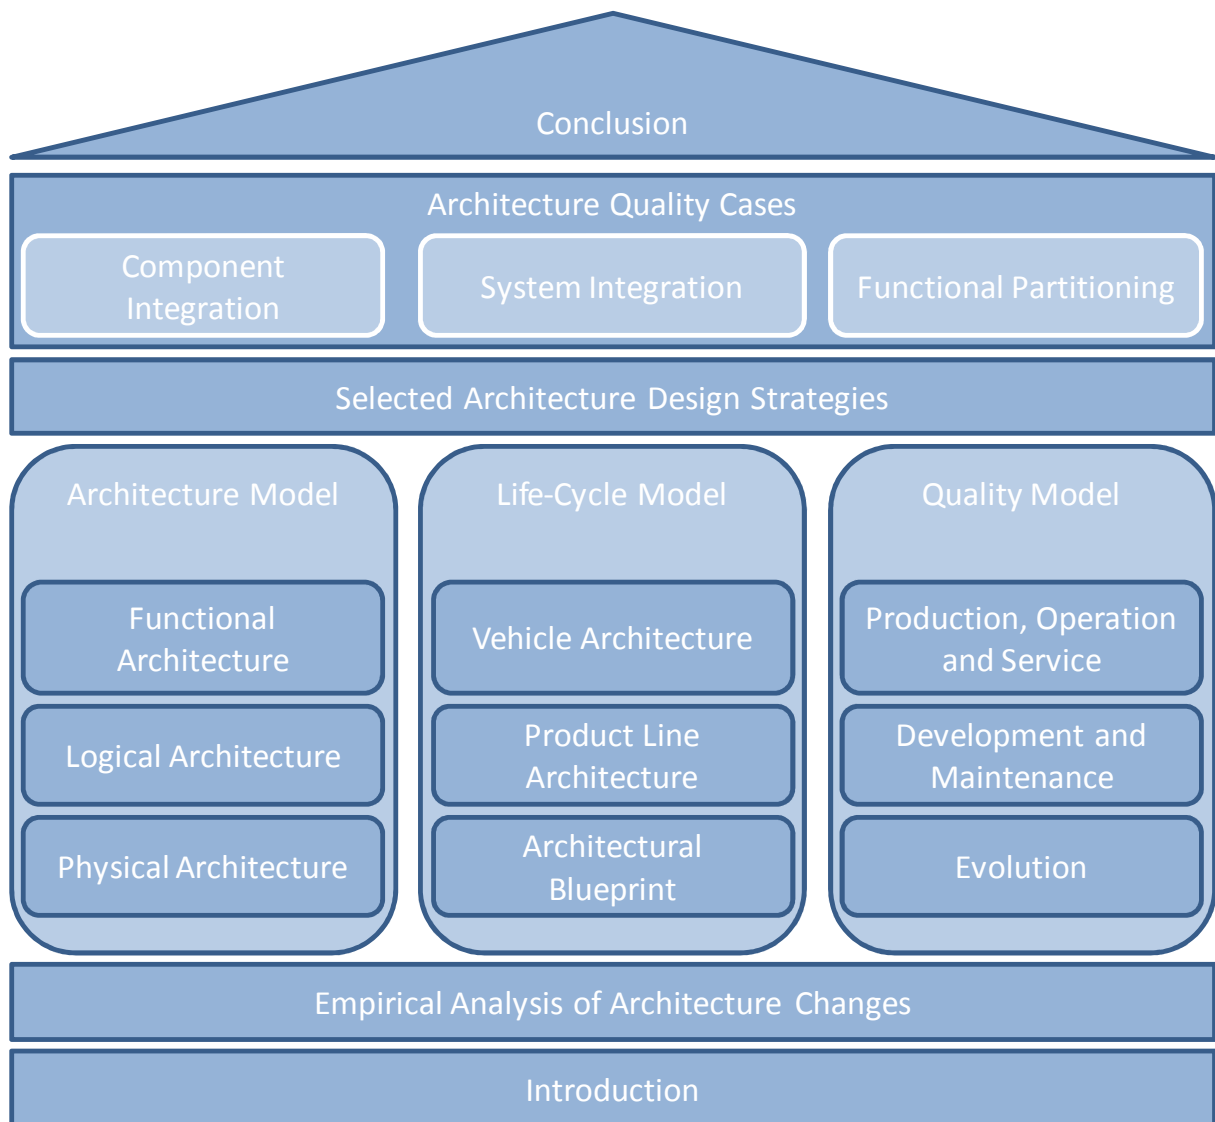 Conclusion
Architecture Quality Cases
Component
Integration
System Integration
Functional Partitioning
Selected Architecture Design Strategies
Architecture Model
Functional
Architecture
Logical Architecture
Physical Architecture
Life-Cycle Model
Vehicle Architecture
Product Line
Architecture
Architectural
Blueprint
Quality Model
Production, Operation
and Service
Development and
Maintenance
Evolution
Empirical Analysis of Architecture Changes
Introduction